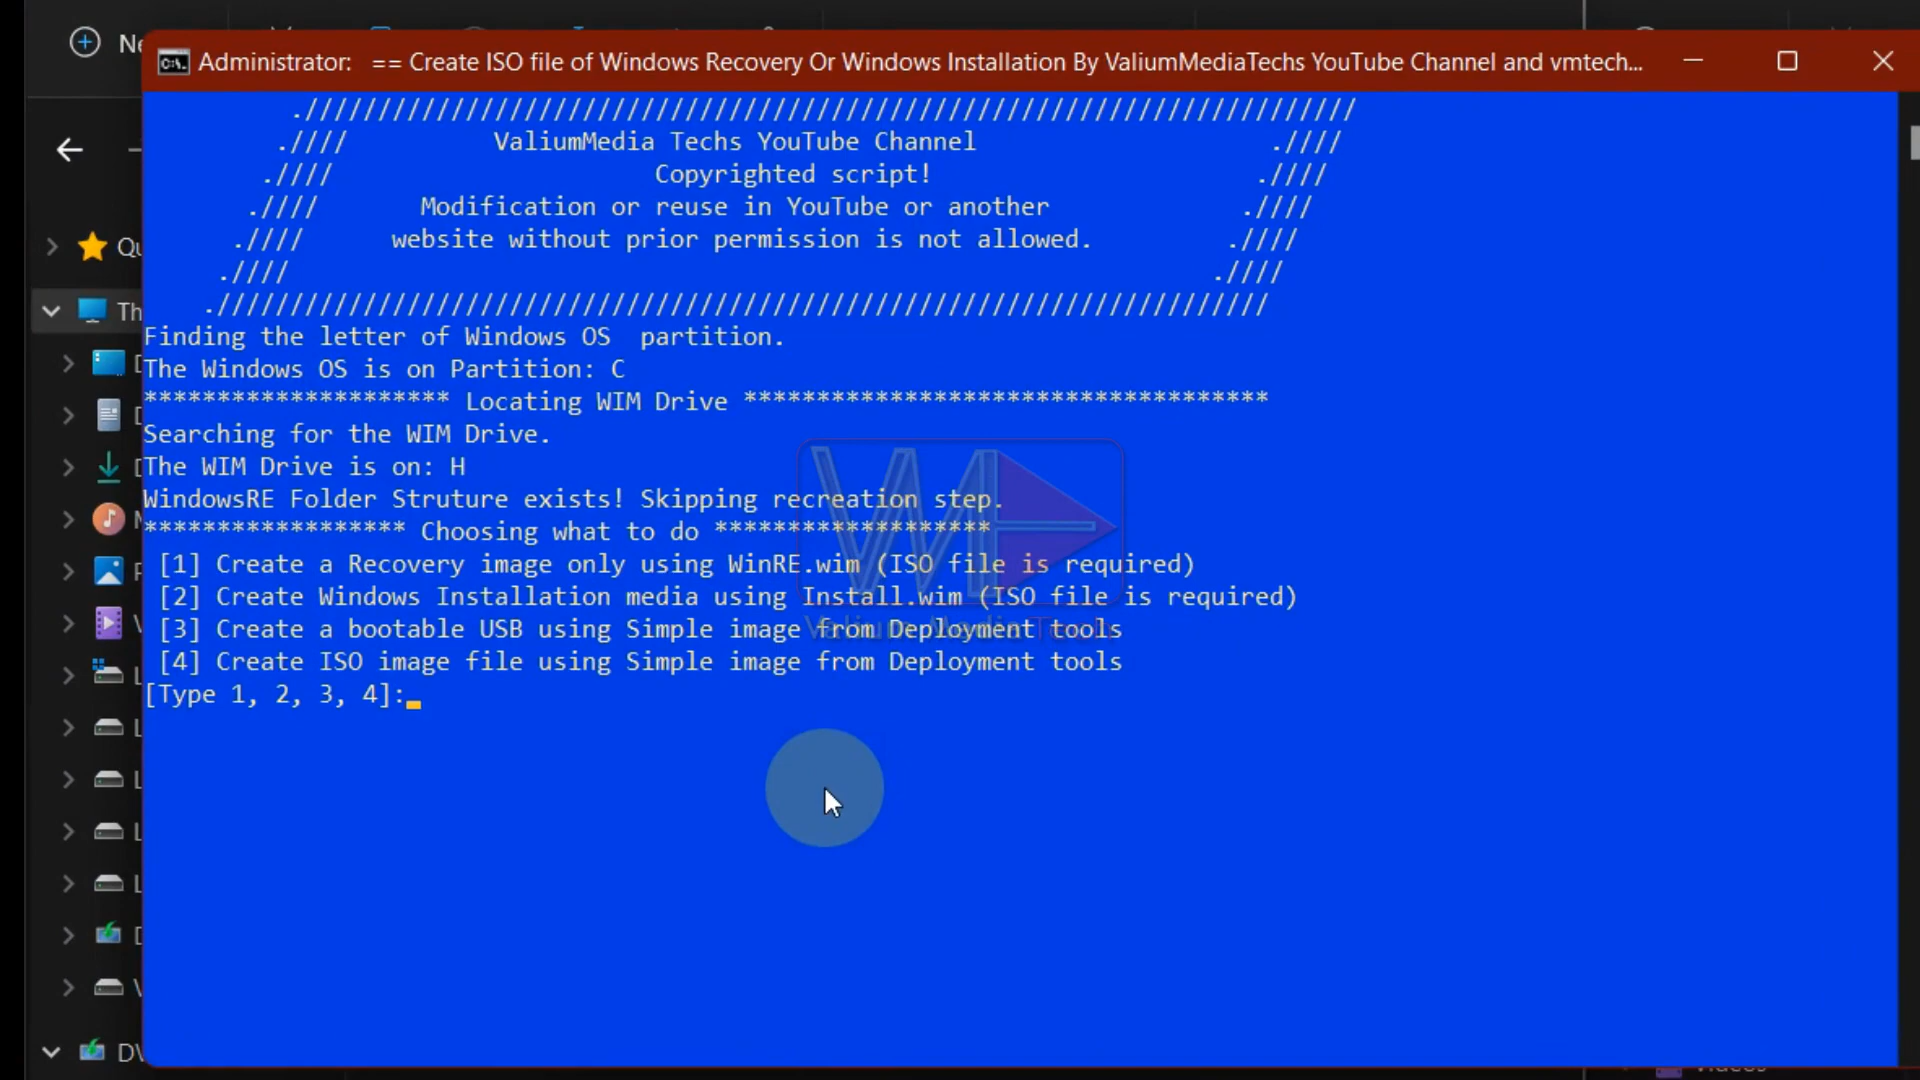 Administrator:   == Create ISO file of Windows Recovery Or Windows Installation By ValiumMediaTechs YouTube Channel and vmtech...
.////////////////////////////////////////////////////////////////////////
.////          ValiumMedia Techs YouTube Channel                    .////
.////                      Copyrighted script!                      .////
.////       Modification or reuse in YouTube or another             .////
.////      website without prior permission is not allowed.         .////
.////                                                               .////
.////////////////////////////////////////////////////////////////////////
Finding the letter of Windows OS  partition.
The Windows OS is on Partition: C
********************* Locating WIM Drive ************************************
Searching for the WIM Drive.
The WIM Drive is on: H
WindowsRE Folder Struture exists! Skipping recreation step.
****************** Choosing what to do *******************
[1] Create a Recovery image only using WinRE.wim (ISO file is required)
[2] Create Windows Installation media using Install.wim (ISO file is required)
[3] Create a bootable USB using Simple image from Deployment tools
[4] Create ISO image file using Simple image from Deployment tools
[Type 1, 2, 3, 4]: